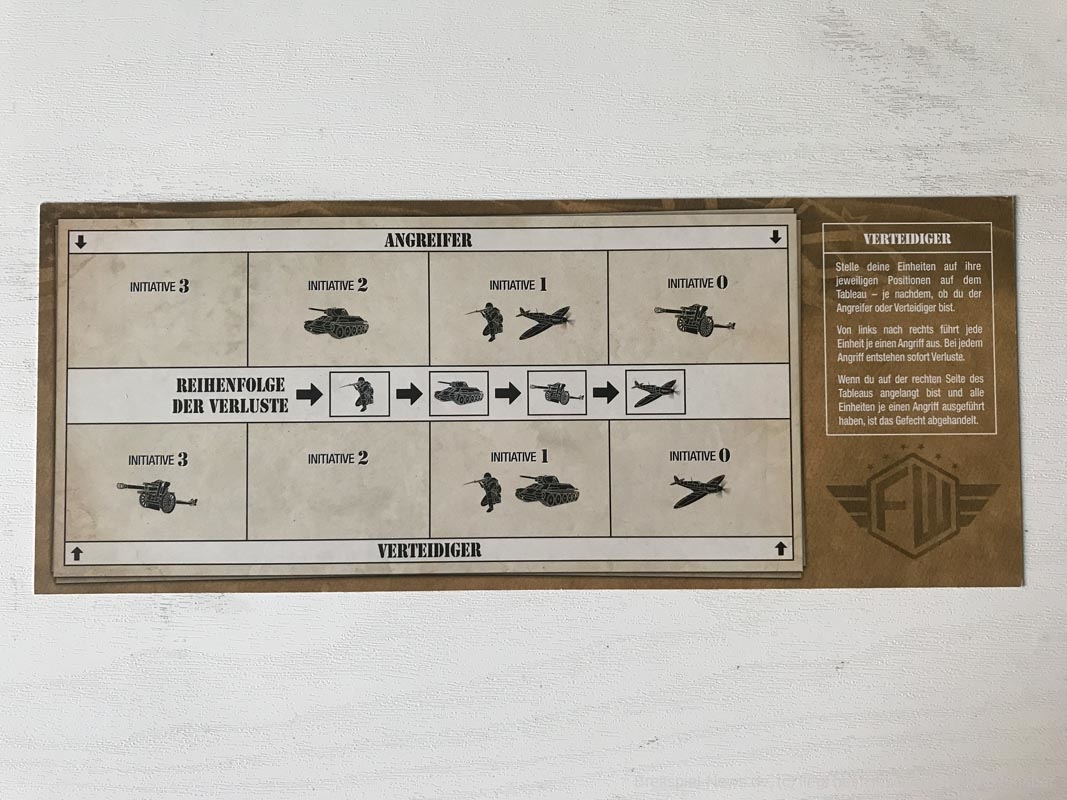 ANGREIFER
INITIATIVE 3
INITIATIVE 2
INITIATIVE 1
INITIATIVE 0
REIHENFOLGE
DER VERLUSTE
INITIATIVE 3
INITIATIVE 2
INITIATIVE 1
INITIATIVE 0
VERTEIDIGER
VERTEIDIGER
Stelle deine Einheiten auf ihre
jeweiligen Positionen auf dem
Tableau – je nachdem, ob du der
Angreifer oder Verteidiger bist.
Von links nach rechts führt jede
Einheit je einen Angriff aus. Bei jedem
Angriff entstehen sofort Verluste.
Wenn du auf der rechten Seite des
Tableaus angelangt bist und alle
Einheiten je einen Angriff ausgeführt
haben, ist das Gefecht abgehandelt.
FW